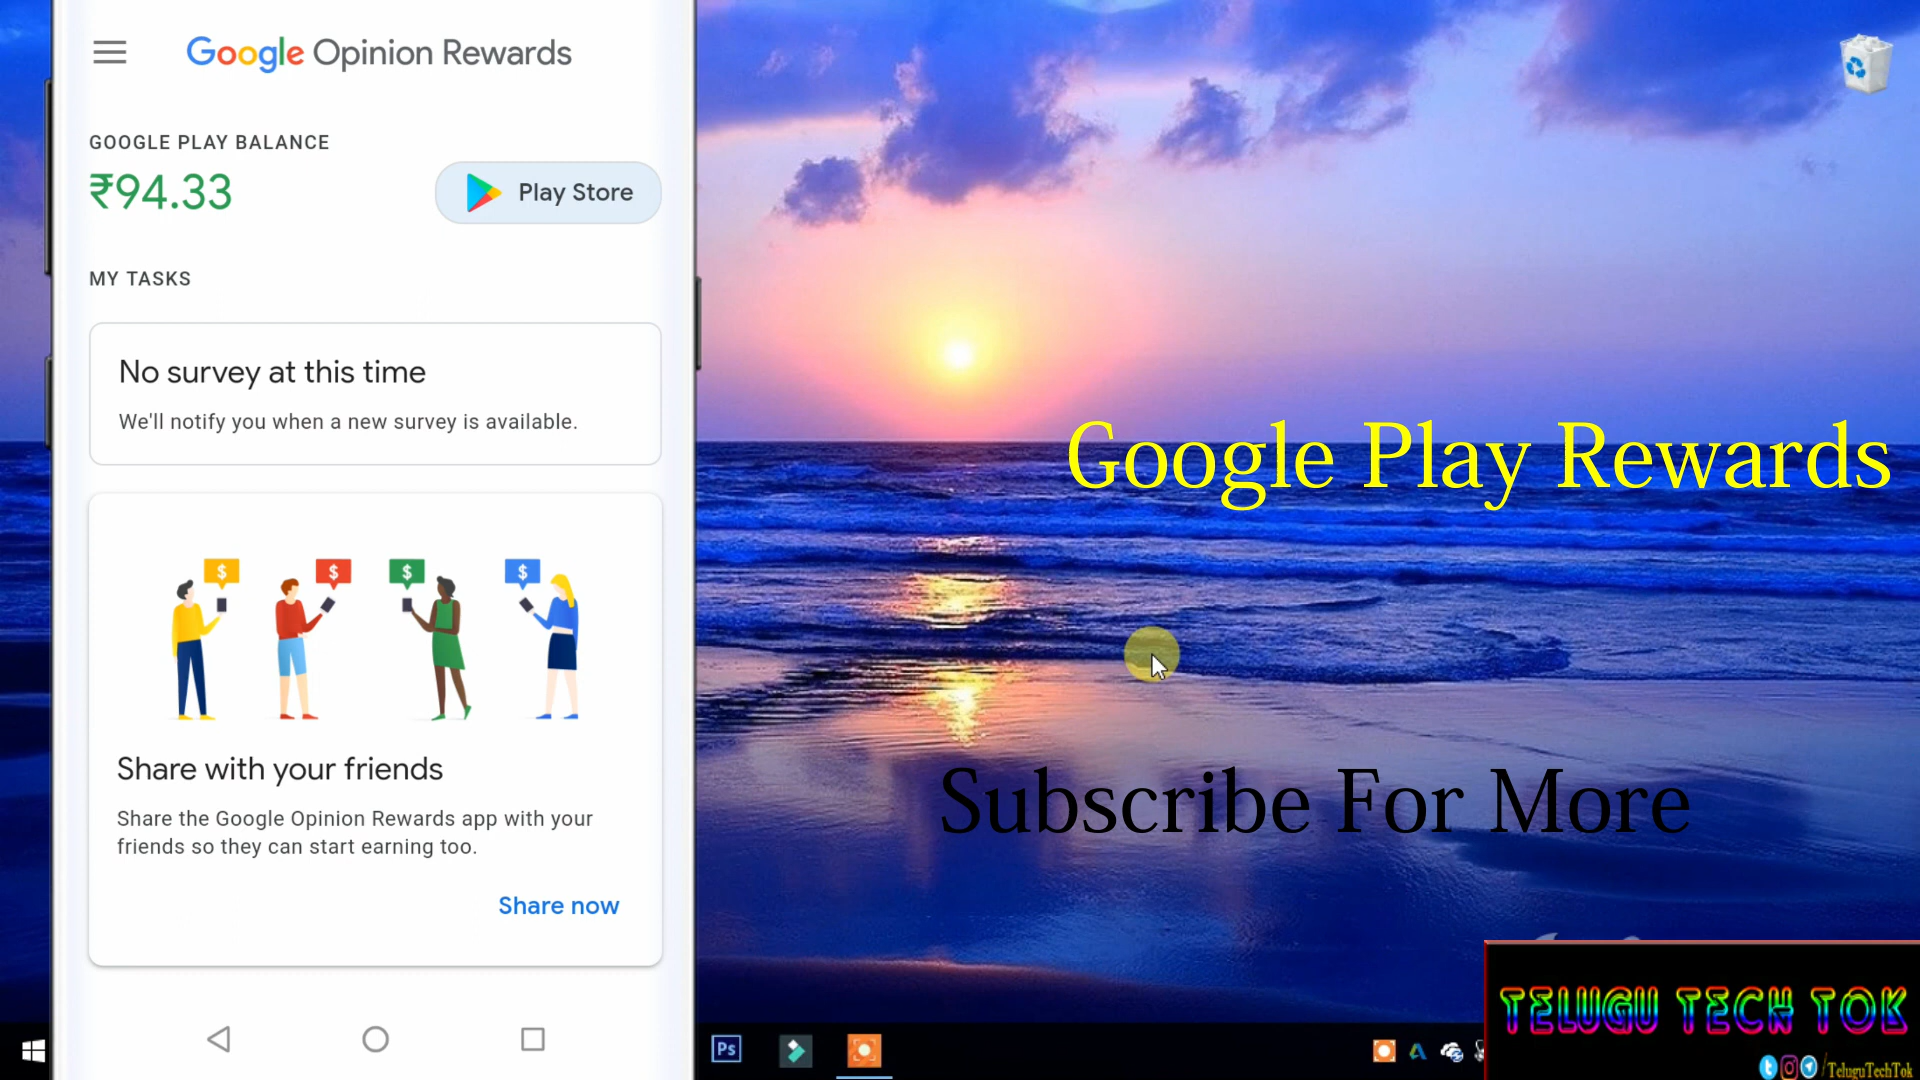 Google Opinion Rewards
GOOGLE PLAY BALANCE
₹94.33
Play Store
MY TASKS
No survey at this time
We'll notify you when a new survey is available.
$ $ $ $
Share with your friends
Share the Google Opinion Rewards app with your
friends so they can start earning too.
Share now
Google Play Rewards
Subscribe For More
Ps
TELUGU TECH TOK
/TeluguTechTok